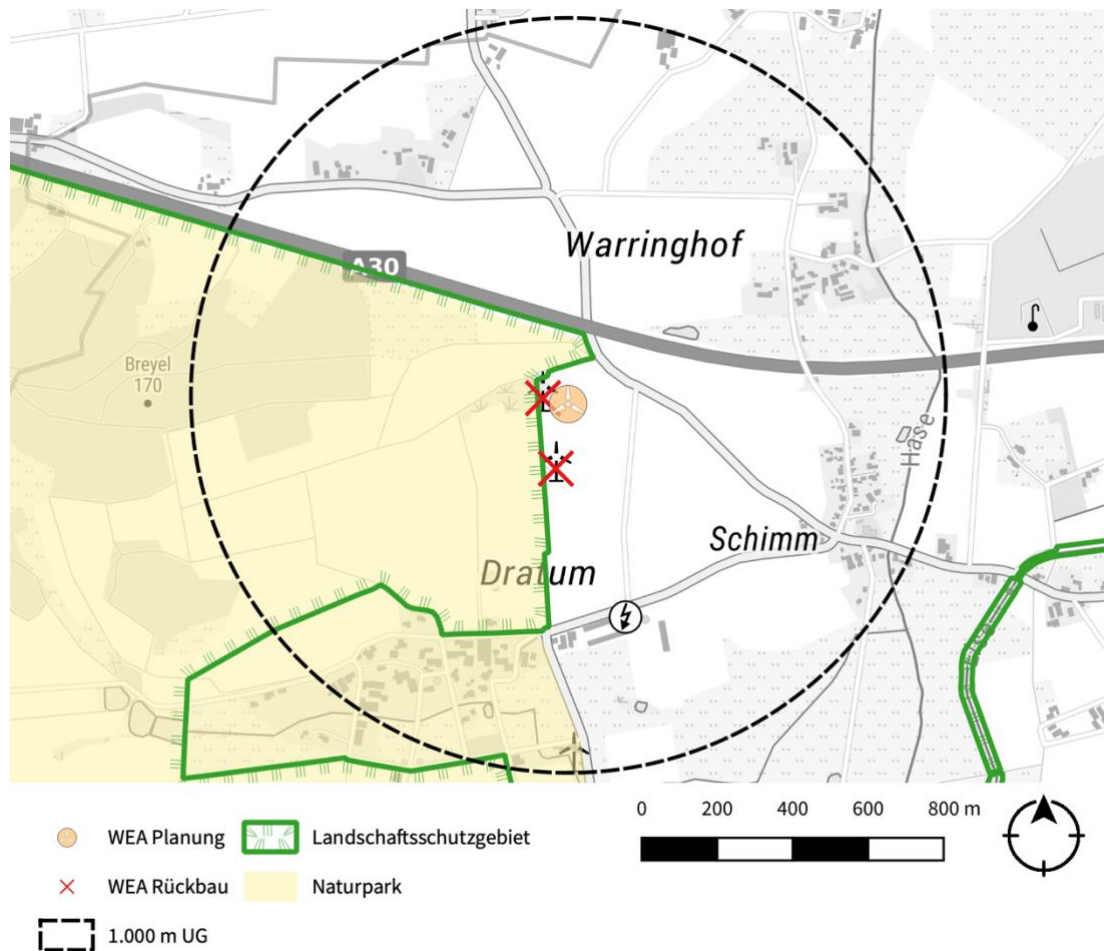 Warringhof
A30
Breyel
170
Hase
Schimm
Dratum
0 200 400 600 800 m
WEA Planung
Landschaftsschutzgebiet
WEA Rückbau
Naturpark
1.000 m UG